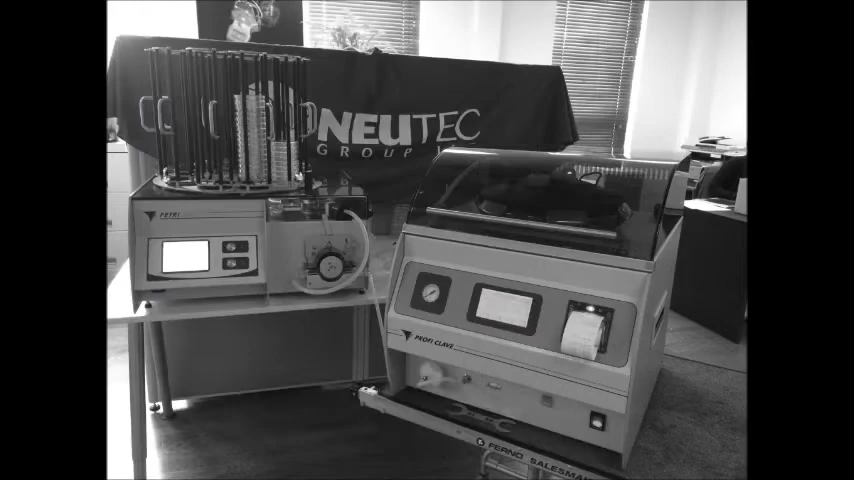 NEUTEC
GROUP
PETRI
PROFI CLAVE
FERNO SALESMA